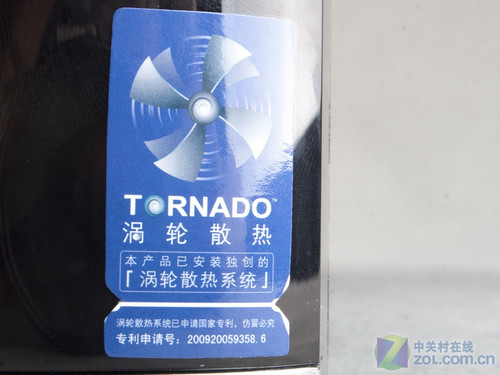 TORNADO™
涡轮散热
本产品已安装独创的
「涡轮散热系统」
涡轮散热系统已申请国家专利，仿冒必究
专利申请号：200920059358.6
中关村在线
ZOL.com.cn